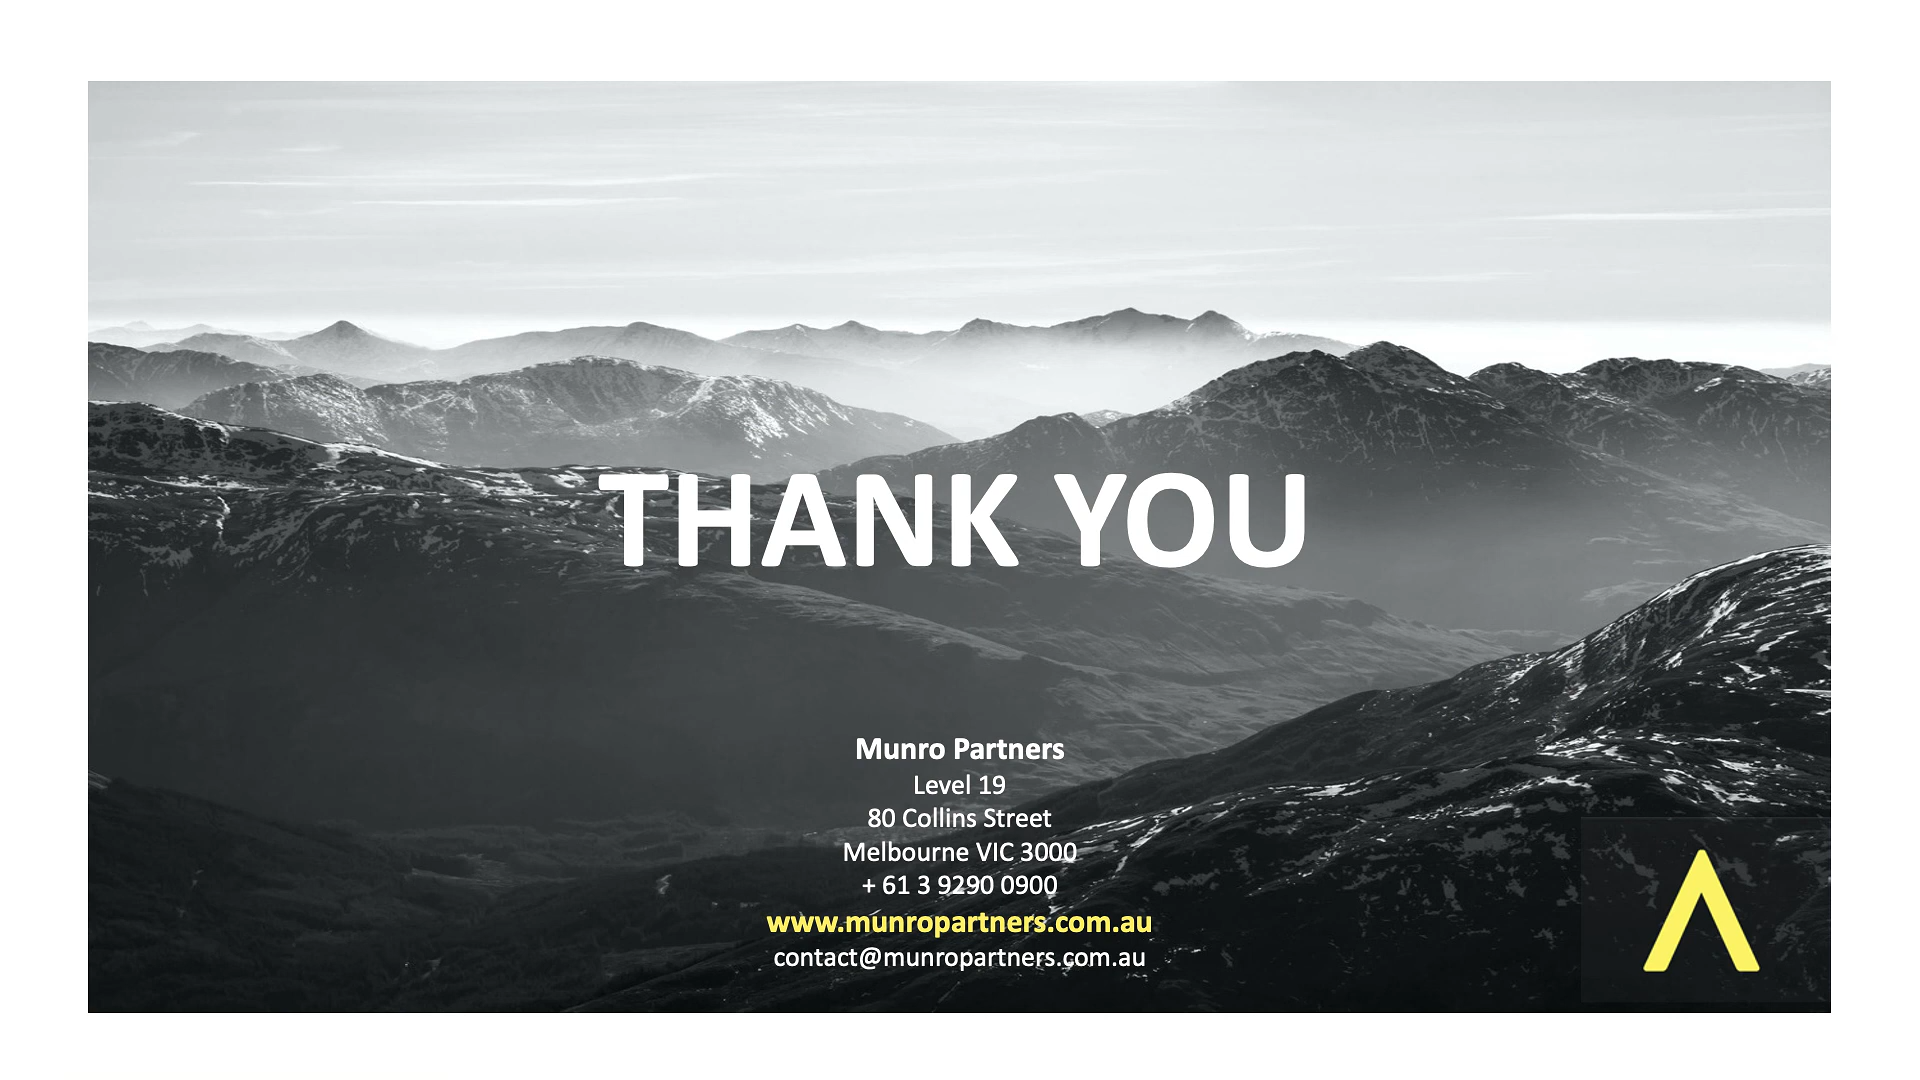 THANK YOU
Munro Partners
Level 19
80 Collins Street
Melbourne VIC 3000
+ 61 3 9290 0900
www.munropartners.com.au
contact@munropartners.com.au